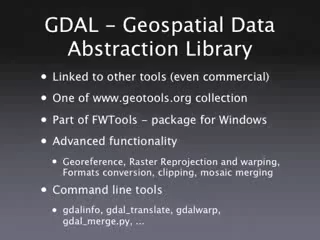 GDAL - Geospatial Data
Abstraction Library
• Linked to other tools (even commercial)
• One of www.geotools.org collection
• Part of FWTools - package for Windows
• Advanced functionality
• Georeference, Raster Reprojection and warping,
Formats conversion, clipping, mosaic merging
• Command line tools
• gdalinfo, gdal_translate, gdalwarp,
gdal_merge.py, ...